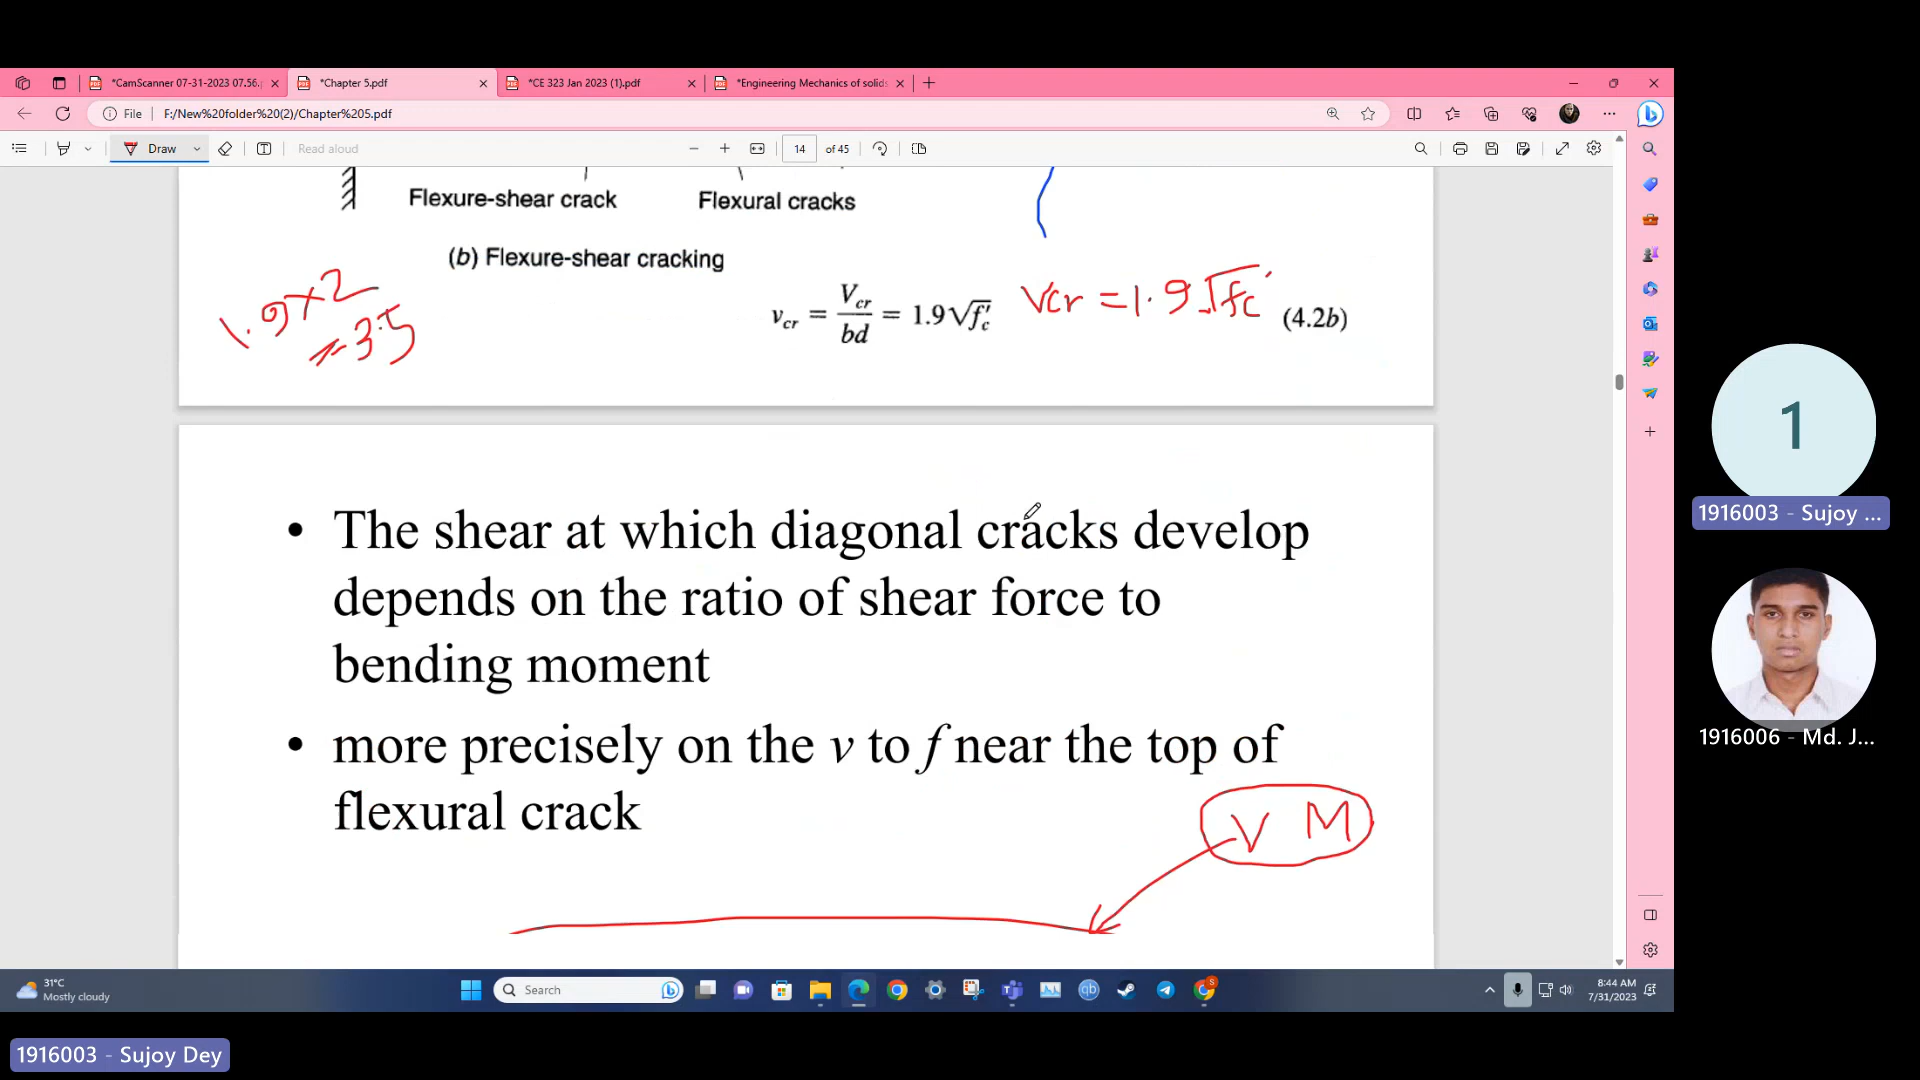 *CamScanner 07-31-2023 07.56.
*Chapter 5.pdf
*CE 323 Jan 2023 (1).pdf
*Engineering Mechanics of solids
File
F:/New%20folder%20(2)/Chapter%205.pdf
Draw
Read aloud
14
of 45
Flexure-shear crack
Flexural cracks
(b) Flexure-shear cracking
1.9×2
=3.5
v_cr = V_cr/bd = 1.9√f'_c
Vcr = 1.9√fc'
(4.2b)
• The shear at which diagonal cracks develop
depends on the ratio of shear force to
bending moment
• more precisely on the v to f near the top of
flexural crack
V M
1
1916003 - Sujoy ...
1916006 - Md. J...
31°C
Mostly cloudy
Search
8:44 AM
7/31/2023
1916003 - Sujoy Dey